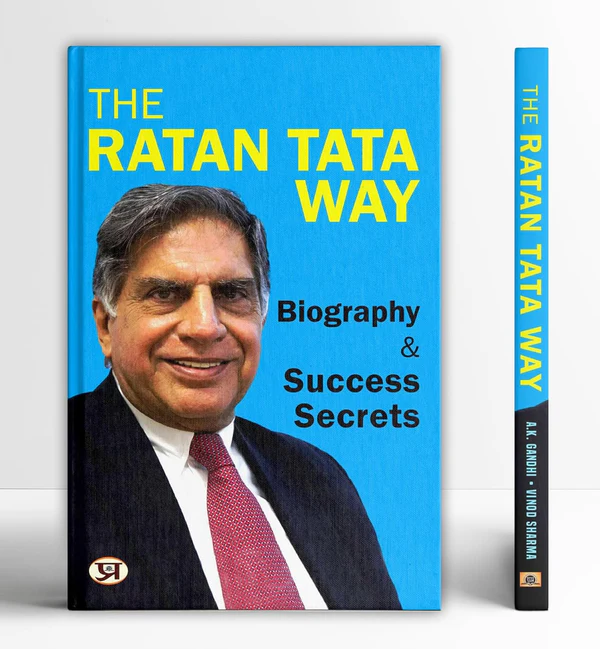 THE
RATAN TATA
WAY
Biography
&
Success
Secrets
प्र
THE RATAN TATA WAY
A.K. GANDHI • VINOD SHARMA